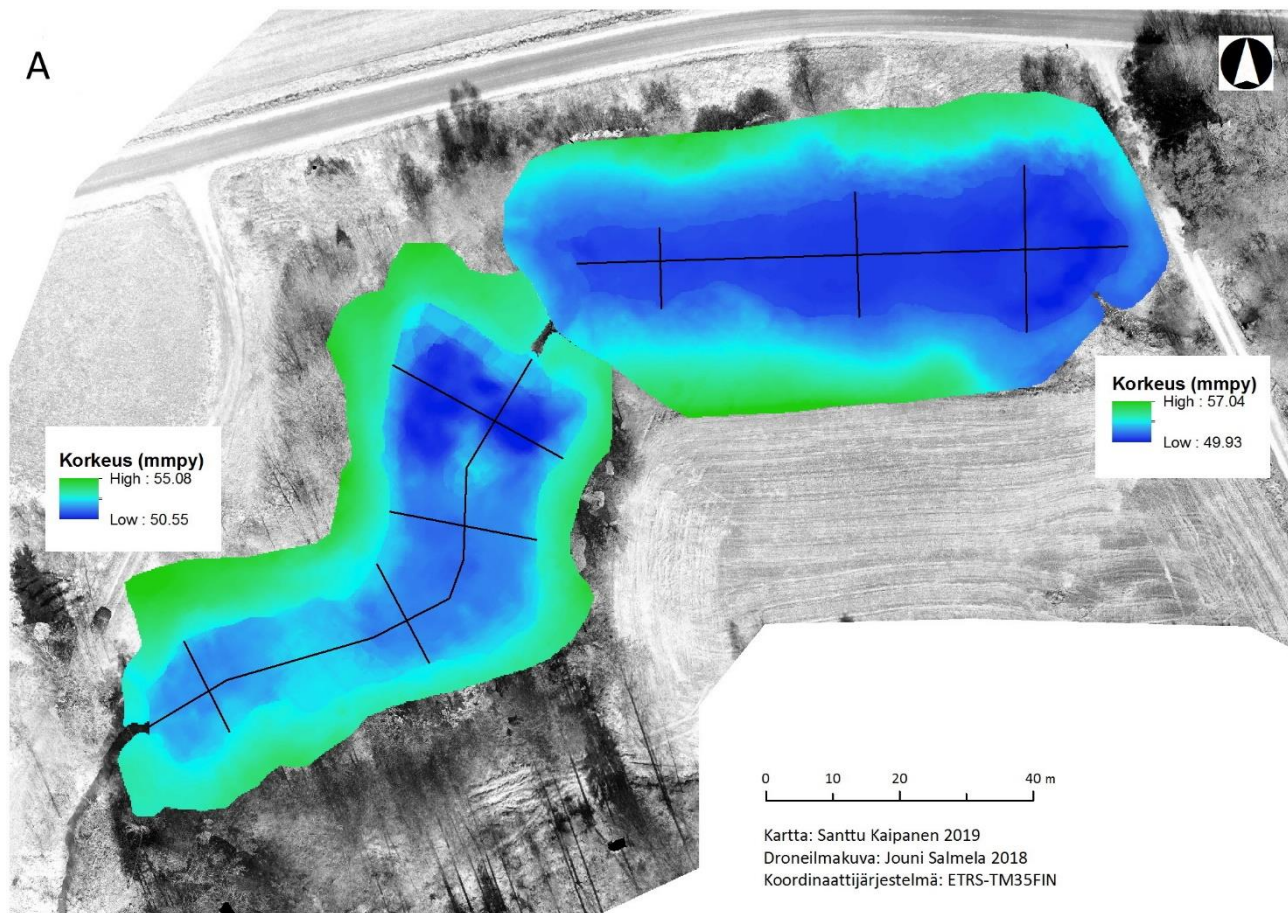 A
Korkeus (mmpy)
High : 57.04
Low : 49.93
Korkeus (mmpy)
High : 55.08
Low : 50.55
0 10 20 40 m
Kartta: Santtu Kaipanen 2019
Droneilmakuva: Jouni Salmela 2018
Koordinaattijärjestelmä: ETRS-TM35FIN